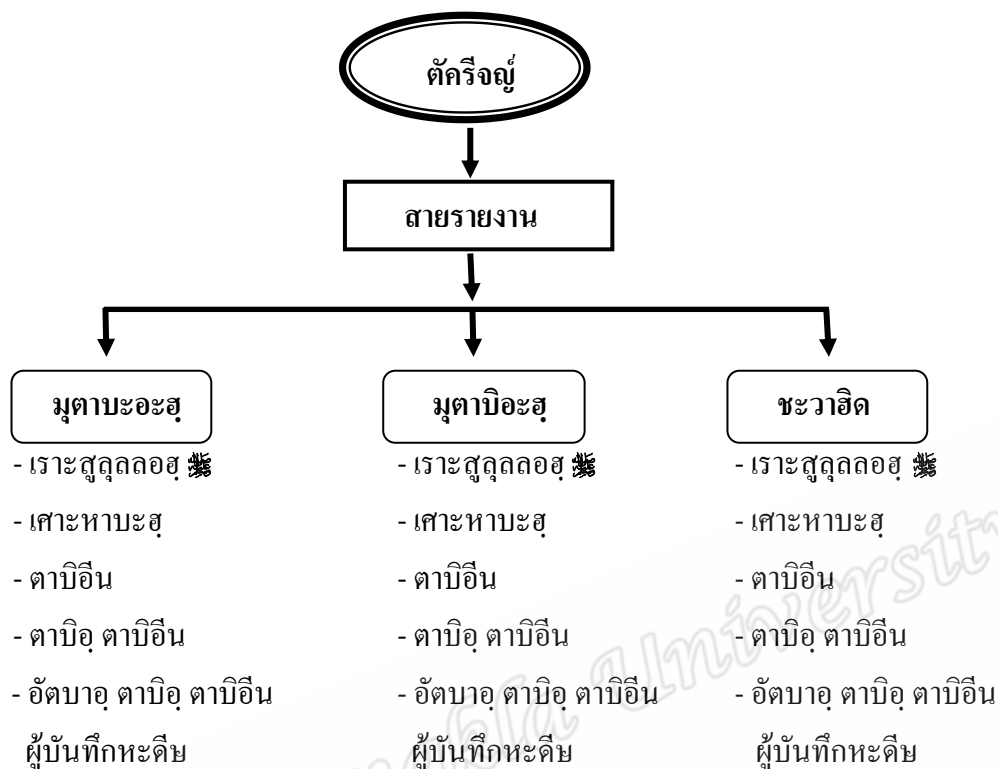 ตัครีจญ์
สายรายงาน
มุตาบะอะฮฺ
- เราะสูลุลลอฮฺ ﷺ
- เศาะหาบะฮฺ
- ตาบิอีน
- ตาบิอฺ ตาบิอีน
- อัตบาอฺ ตาบิอฺ ตาบิอีน
ผู้บันทึกหะดีษ
มุตาบิอะฮฺ
- เราะสูลุลลอฮฺ ﷺ
- เศาะหาบะฮฺ
- ตาบิอีน
- ตาบิอฺ ตาบิอีน
- อัตบาอฺ ตาบิอฺ ตาบิอีน
ผู้บันทึกหะดีษ
ชะวาฮิด
- เราะสูลุลลอฮฺ ﷺ
- เศาะหาบะฮฺ
- ตาบิอีน
- ตาบิอฺ ตาบิอีน
- อัตบาอฺ ตาบิอฺ ตาบิอีน
ผู้บันทึกหะดีษ
University